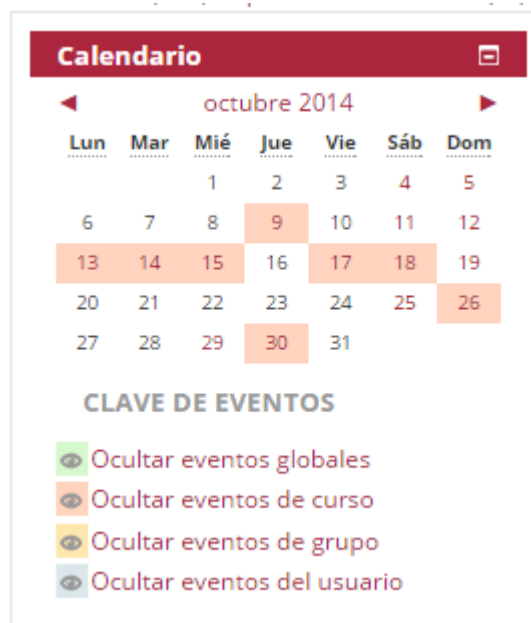 Calendario
octubre 2014
Lun Mar Mié Jue Vie Sáb Dom
1 2 3 4 5
6 7 8 9 10 11 12
13 14 15 16 17 18 19
20 21 22 23 24 25 26
27 28 29 30 31
CLAVE DE EVENTOS
Ocultar eventos globales
Ocultar eventos de curso
Ocultar eventos de grupo
Ocultar eventos del usuario